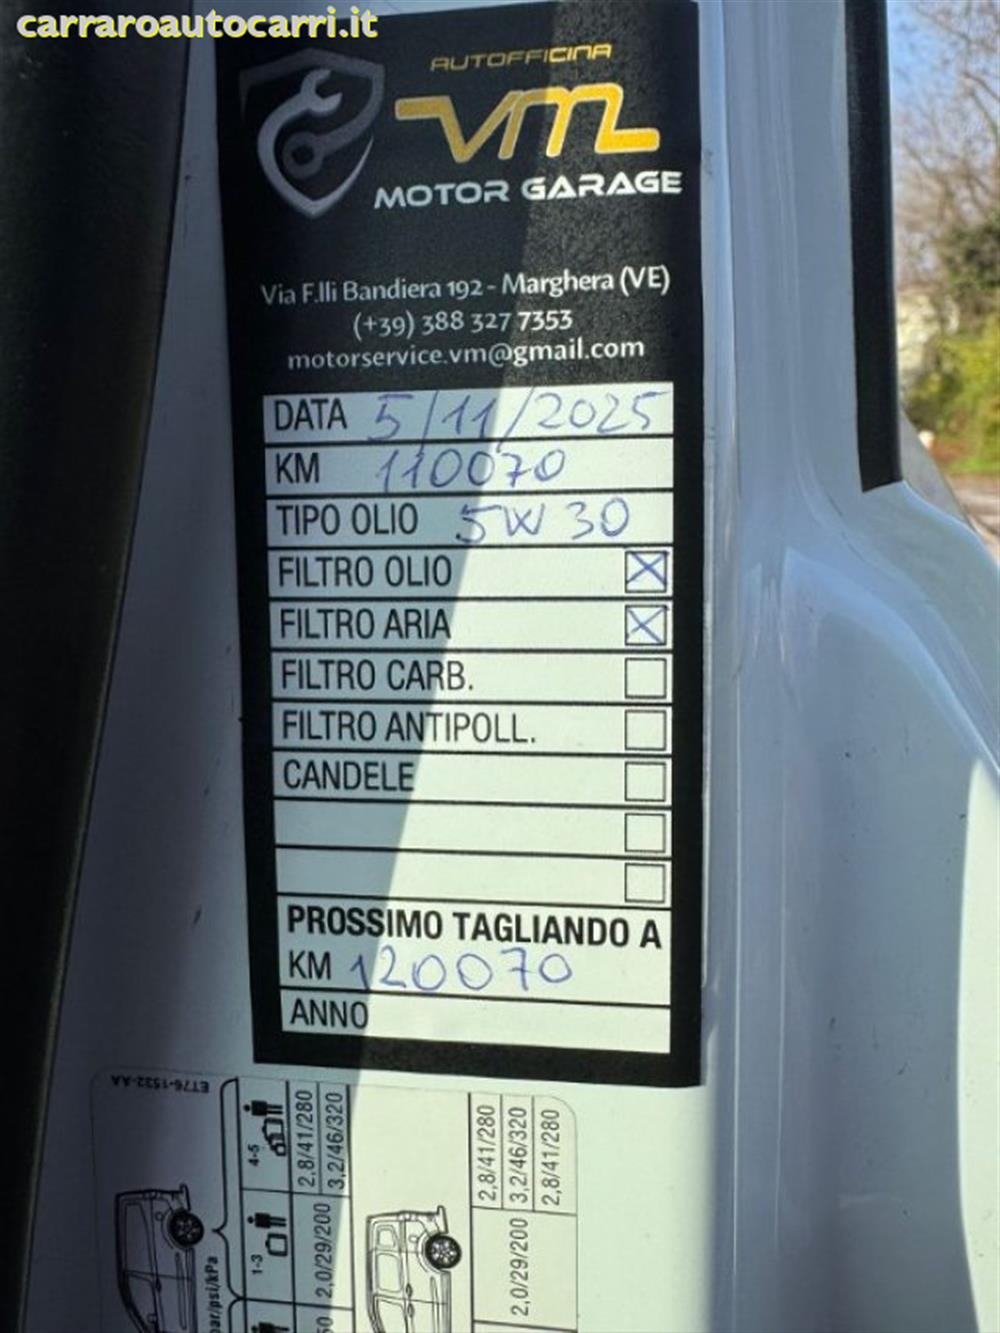 carraroautocarri.it
AUTOFFICINA
VM
MOTOR GARAGE
Via F.lli Bandiera 192 - Marghera (VE)
(+39) 388 327 7353
motorservice.vm@gmail.com
DATA 5/11/2025
KM 110070
TIPO OLIO 5W30
FILTRO OLIO
FILTRO ARIA
FILTRO CARB.
FILTRO ANTIPOLL.
CANDELE
PROSSIMO TAGLIANDO A
KM 120070
ANNO
ET76-1532-AA
4-5
2,8/41/280
3,2/46/320
1-3
2,0/29/200
bar/psi/kPa
2,8/41/280
3,2/46/320
2,8/41/280
2,0/29/200